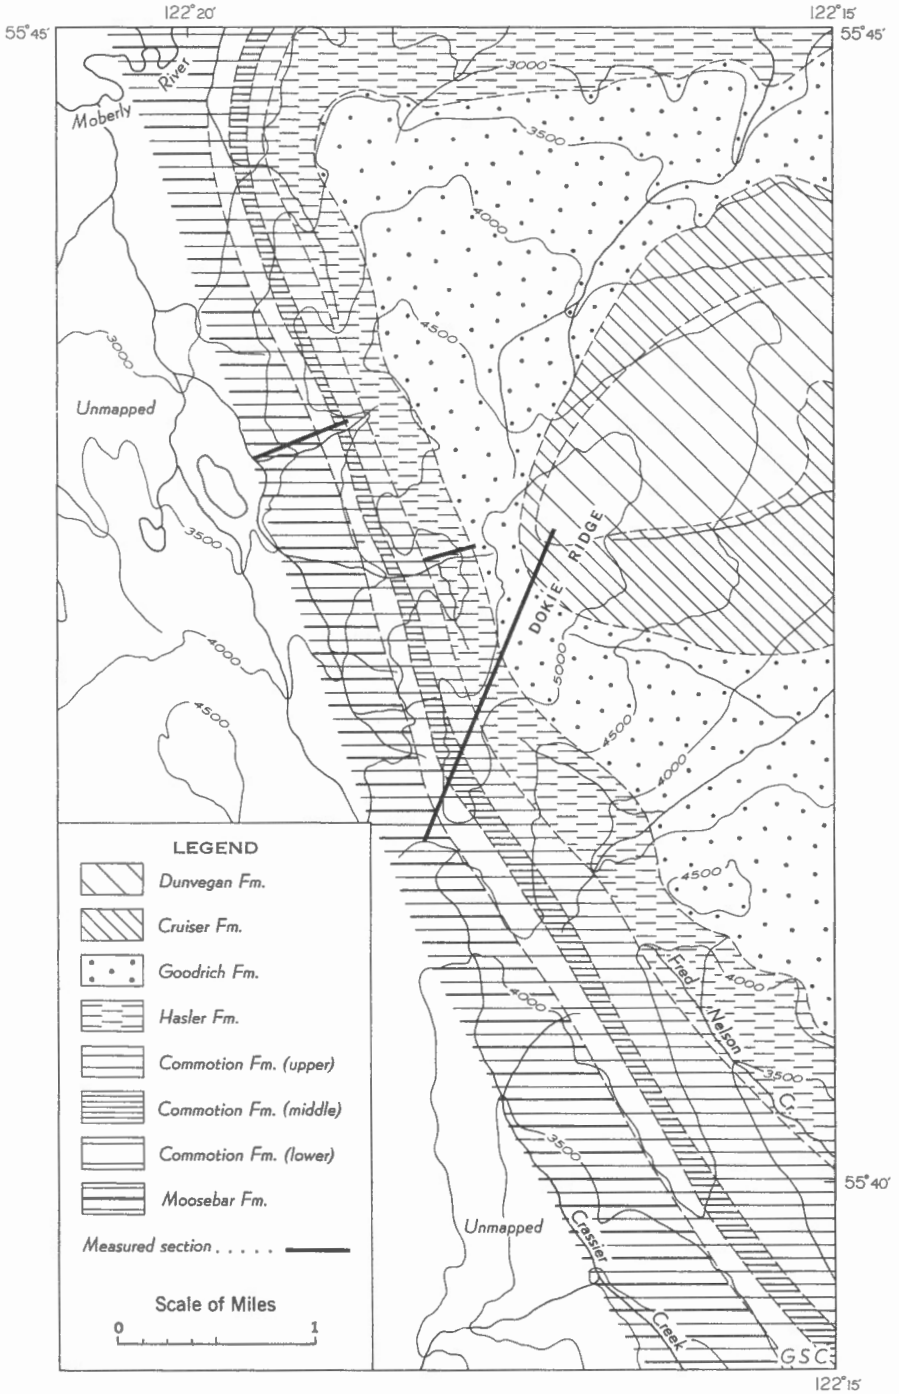 122°20'
122°15'
55°45'
55°45'
3000
River
Moberly
3500
4000
4500
3000
Unmapped
3500
DOKIE RIDGE
4000
5000
4500
4500
4000
LEGEND
Dunvegan Fm.
Cruiser Fm.
Goodrich Fm.
Hasler Fm.
Commotion Fm. (upper)
Commotion Fm. (middle)
Commotion Fm. (lower)
Moosebar Fm.
Measured section . . . . .
Scale of Miles
0 1
4500
Fred Nelson Cr.
4000
4000
3500
3500
55°40'
Unmapped
Crassier Creek
GSC
122°15'